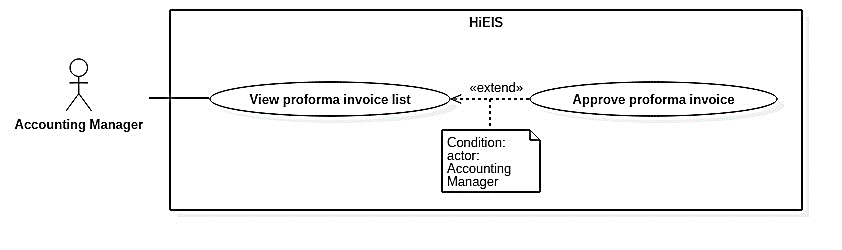 HiEIS
Accounting Manager
View proforma invoice list
«extend»
Approve proforma invoice
Condition:
actor:
Accounting
Manager